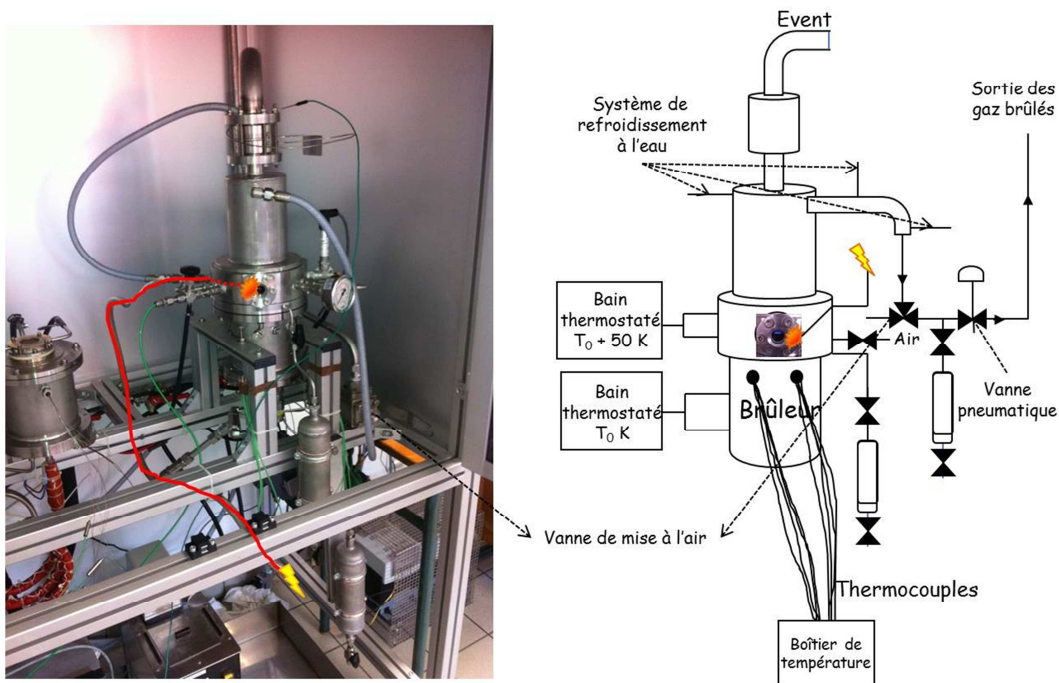 Event
Système de
refroidissement
à l'eau
Sortie des
gaz brûlés
Bain
thermostaté
T₀ + 50 K
Air
Vanne
pneumatique
Brûleur
Bain
thermostaté
T₀ K
Vanne de mise à l'air
Thermocouples
Boîtier de
température